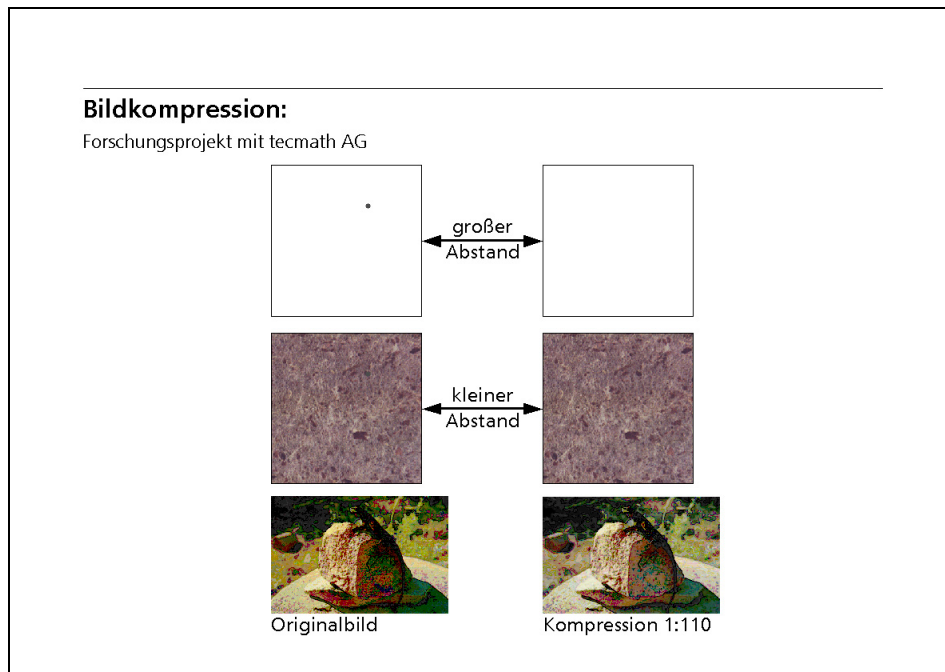 Bildkompression:
Forschungsprojekt mit tecmath AG
großer
Abstand
kleiner
Abstand
Originalbild
Kompression 1:110